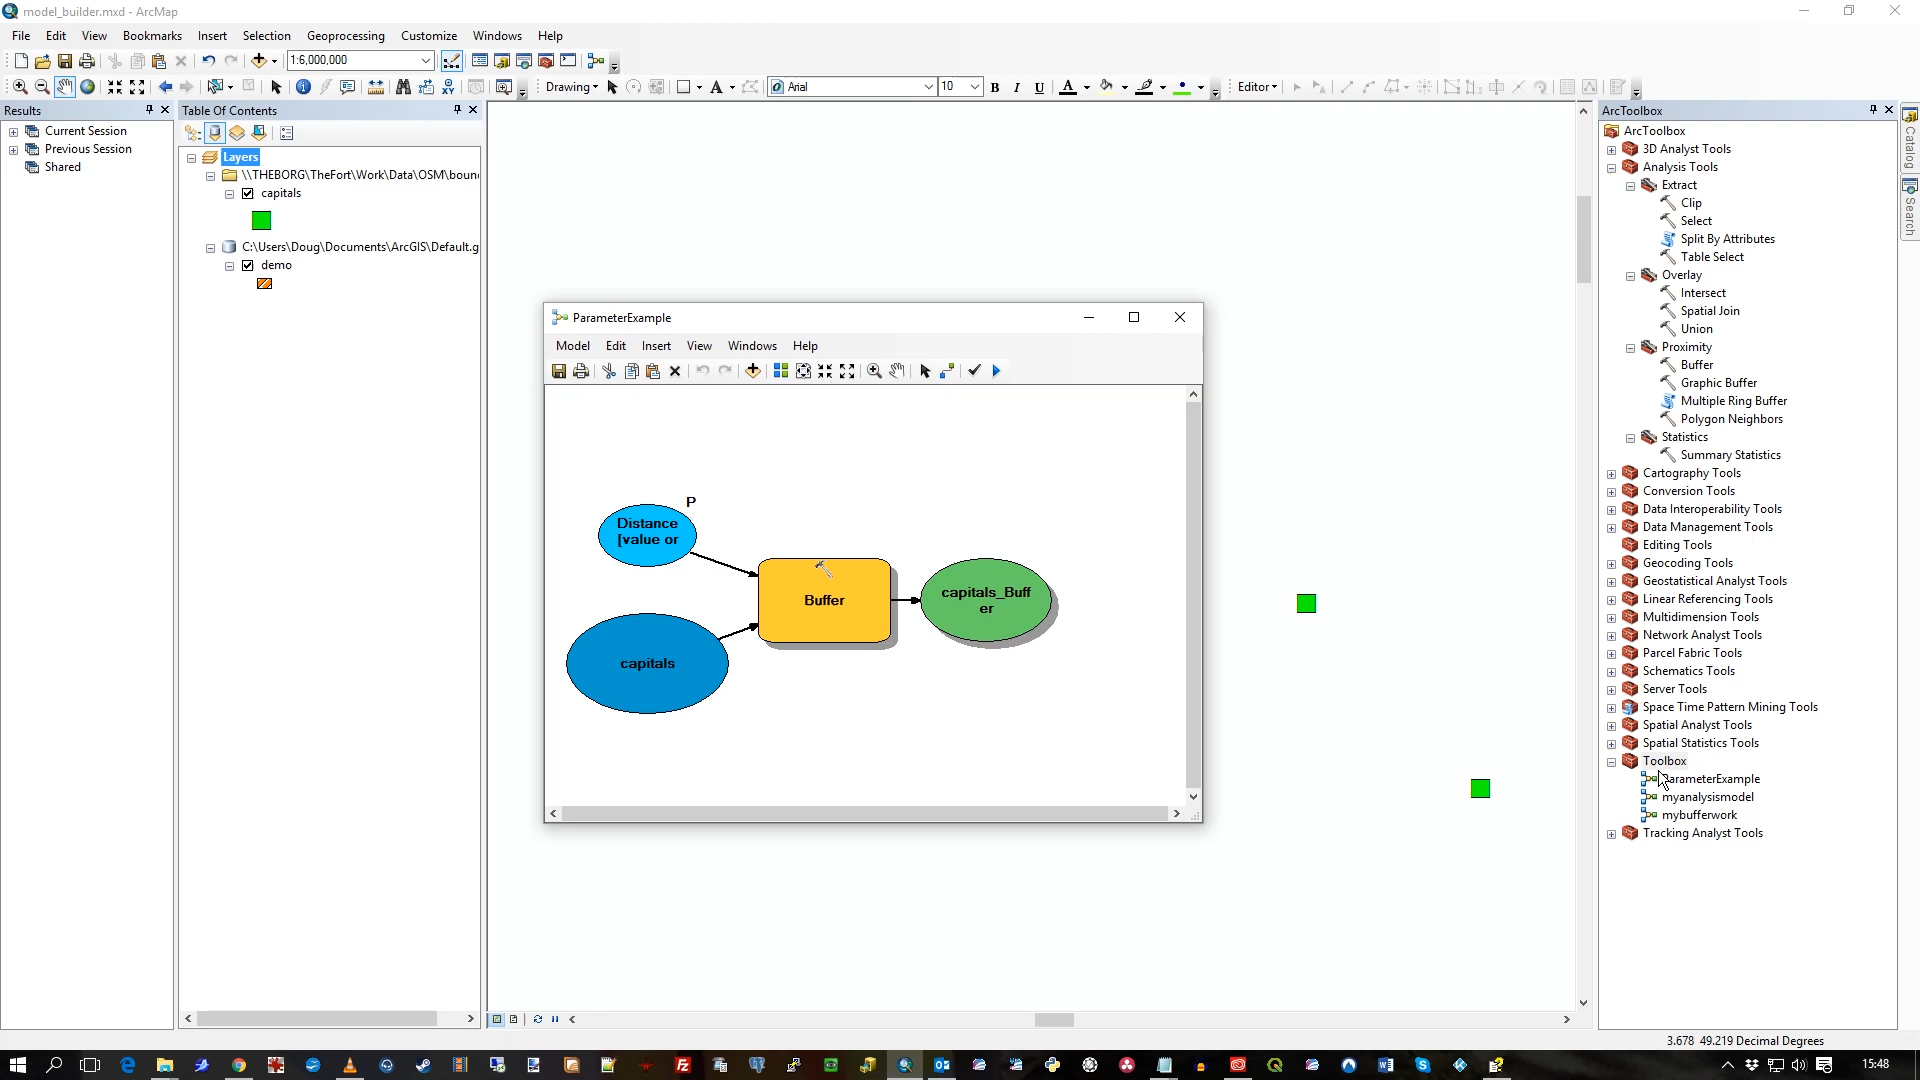 model_builder.mxd - ArcMap
File Edit View Bookmarks Insert Selection Geoprocessing Customize Windows Help
1:6,000,000
Drawing Arial 10 B I U A Editor
Results
Current Session
Previous Session
Shared
Table Of Contents
Layers
\\THEBORG\TheFort\Work\Data\OSM\boun
capitals
C:\Users\Doug\Documents\ArcGIS\Default.g
demo
ParameterExample
Model Edit Insert View Windows Help
P
Distance
[value or
Buffer
capitals_Buff
er
capitals
ArcToolbox
ArcToolbox
3D Analyst Tools
Analysis Tools
Extract
Clip
Select
Split By Attributes
Table Select
Overlay
Intersect
Spatial Join
Union
Proximity
Buffer
Graphic Buffer
Multiple Ring Buffer
Polygon Neighbors
Statistics
Summary Statistics
Cartography Tools
Conversion Tools
Data Interoperability Tools
Data Management Tools
Editing Tools
Geocoding Tools
Geostatistical Analyst Tools
Linear Referencing Tools
Multidimension Tools
Network Analyst Tools
Parcel Fabric Tools
Schematics Tools
Server Tools
Space Time Pattern Mining Tools
Spatial Analyst Tools
Spatial Statistics Tools
Toolbox
ParameterExample
myanalysismodel
mybufferwork
Tracking Analyst Tools
Catalog
Search
3.678 49.219 Decimal Degrees
15:48